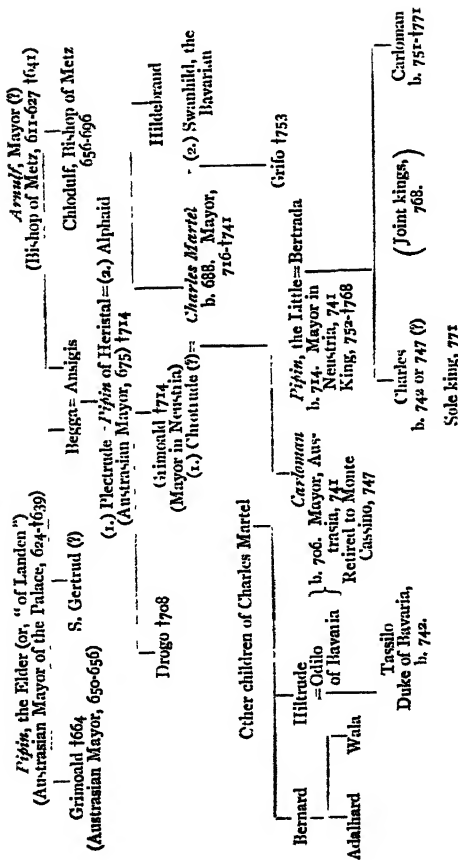 Pipin, the Elder (or, "of Landen")
(Austrasian Mayor of the Palace, 624-†639)
Arnulf, Mayor (?)
(Bishop of Metz, 611-627 †641)
Grimoald †664
(Austrasian Mayor, 650-656)
S. Gertrud (?)
Begga = Ansigis
Chlodulf, Bishop of Metz
656-696
(1.) Plectrude - Pipin of Heristal = (2.) Alphaid
(Austrasian Mayor, 675) †714
Hildebrand
Drogo †708
Grimoald †714
(Mayor in Neustria)
(1.) Chrotrude (?) =
Charles Martel
b. 688. Mayor,
716-†741
- (2.) Swanhild, the
Bavarian
Grifo †753
Other children of Charles Martel
Bernard
Hiltrude
= Odilo
of Bavaria
Carloman
b. 706. Mayor, Aus-
trasia, 741
Retired to Monte
Cassino, 747
Pipin, the Little = Bertrada
b. 714. Mayor in
Neustria, 741
King, 752-†768
Adalhard
Wala
Tassilo
Duke of Bavaria,
b. 742.
Charles
b. 742 or 747 (?)
Sole king, 771
(Joint kings,
768.)
Carloman
b. 751-†771